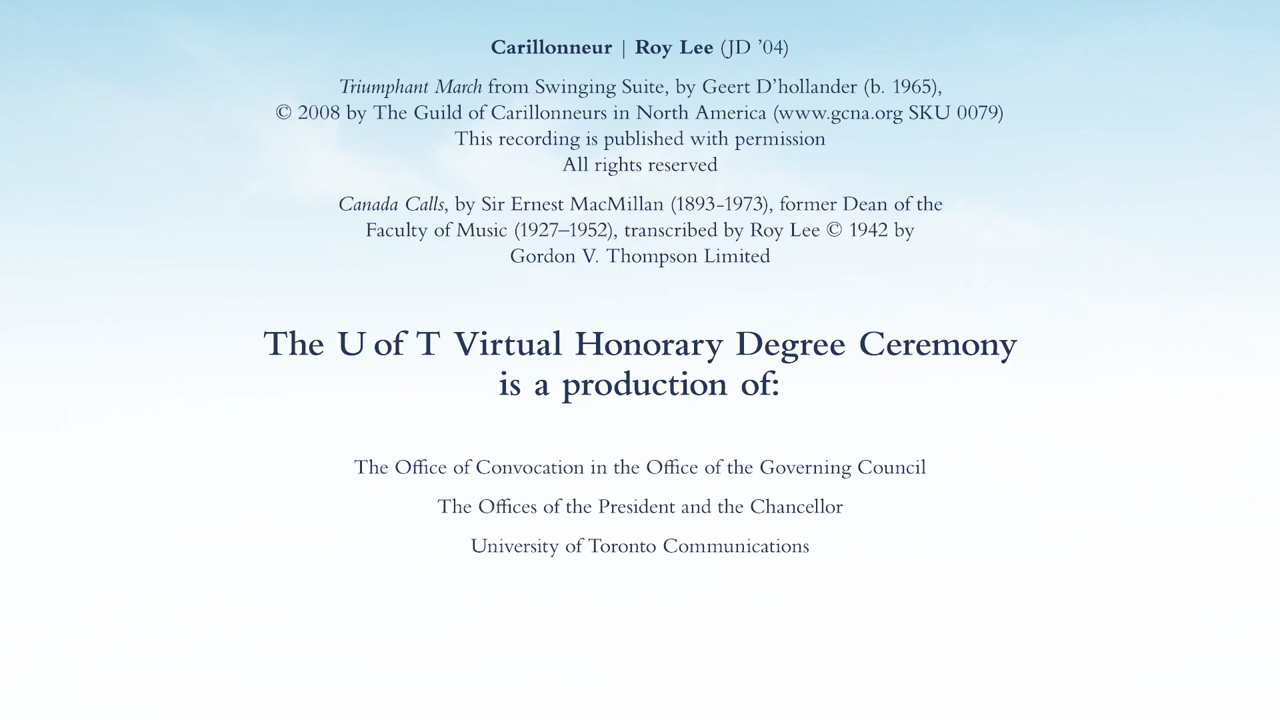 Carillonneur | Roy Lee (JD ’04)
Triumphant March from Swinging Suite, by Geert D’hollander (b. 1965),
© 2008 by The Guild of Carillonneurs in North America (www.gcna.org SKU 0079)
This recording is published with permission
All rights reserved
Canada Calls, by Sir Ernest MacMillan (1893-1973), former Dean of the
Faculty of Music (1927–1952), transcribed by Roy Lee © 1942 by
Gordon V. Thompson Limited
The U of T Virtual Honorary Degree Ceremony
is a production of:
The Office of Convocation in the Office of the Governing Council
The Offices of the President and the Chancellor
University of Toronto Communications